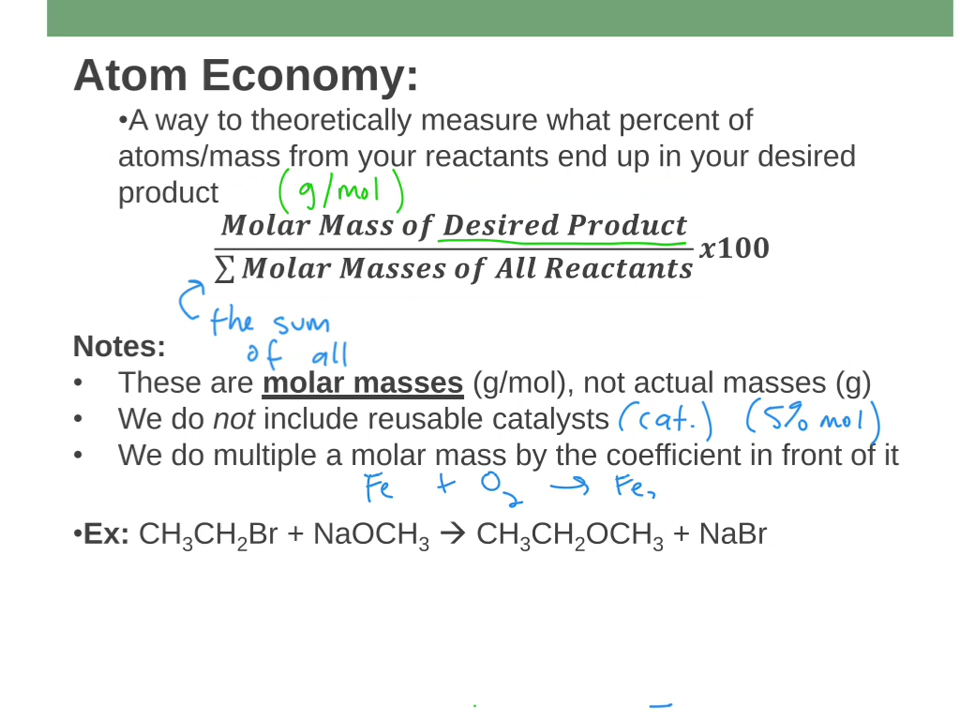 Atom Economy:
•A way to theoretically measure what percent of
atoms/mass from your reactants end up in your desired
product (g/mol)
Molar Mass of Desired Product
∑ Molar Masses of All Reactants x100
the sum
of all
Notes:
• These are molar masses (g/mol), not actual masses (g)
• We do not include reusable catalysts (cat.) (5% mol)
• We do multiple a molar mass by the coefficient in front of it
Fe + O₂ → Fe₂
•Ex: CH₃CH₂Br + NaOCH₃ → CH₃CH₂OCH₃ + NaBr